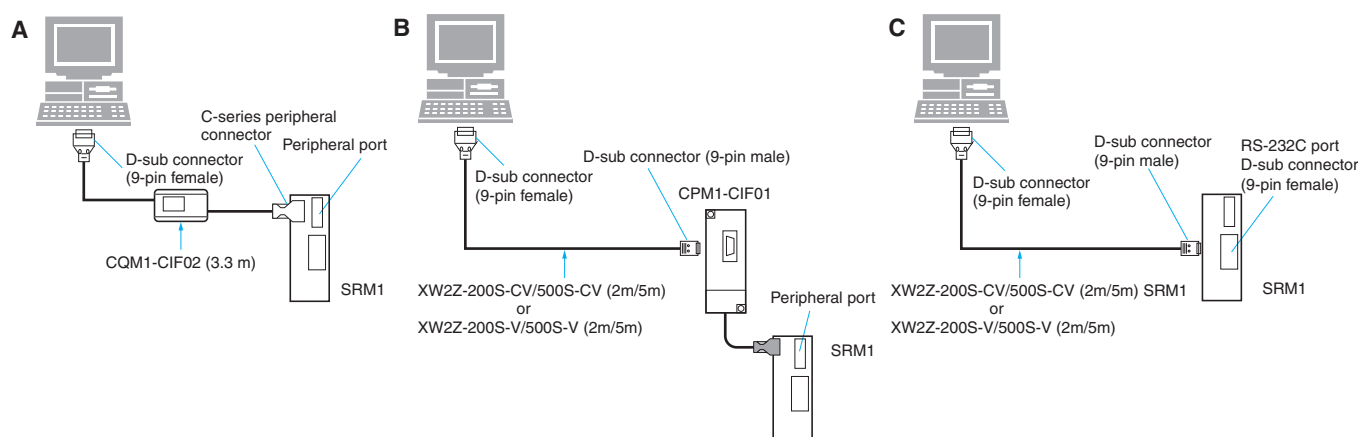 A
C-series peripheral
connector
Peripheral port
D-sub connector
(9-pin female)
CQM1-CIF02 (3.3 m)
SRM1
B
D-sub connector (9-pin male)
D-sub connector
(9-pin female)
CPM1-CIF01
XW2Z-200S-CV/500S-CV (2m/5m)
or
XW2Z-200S-V/500S-V (2m/5m)
Peripheral port
SRM1
C
D-sub connector
(9-pin male)
RS-232C port
D-sub connector
(9-pin female)
D-sub connector
(9-pin female)
XW2Z-200S-CV/500S-CV (2m/5m) SRM1
or
XW2Z-200S-V/500S-V (2m/5m)
SRM1